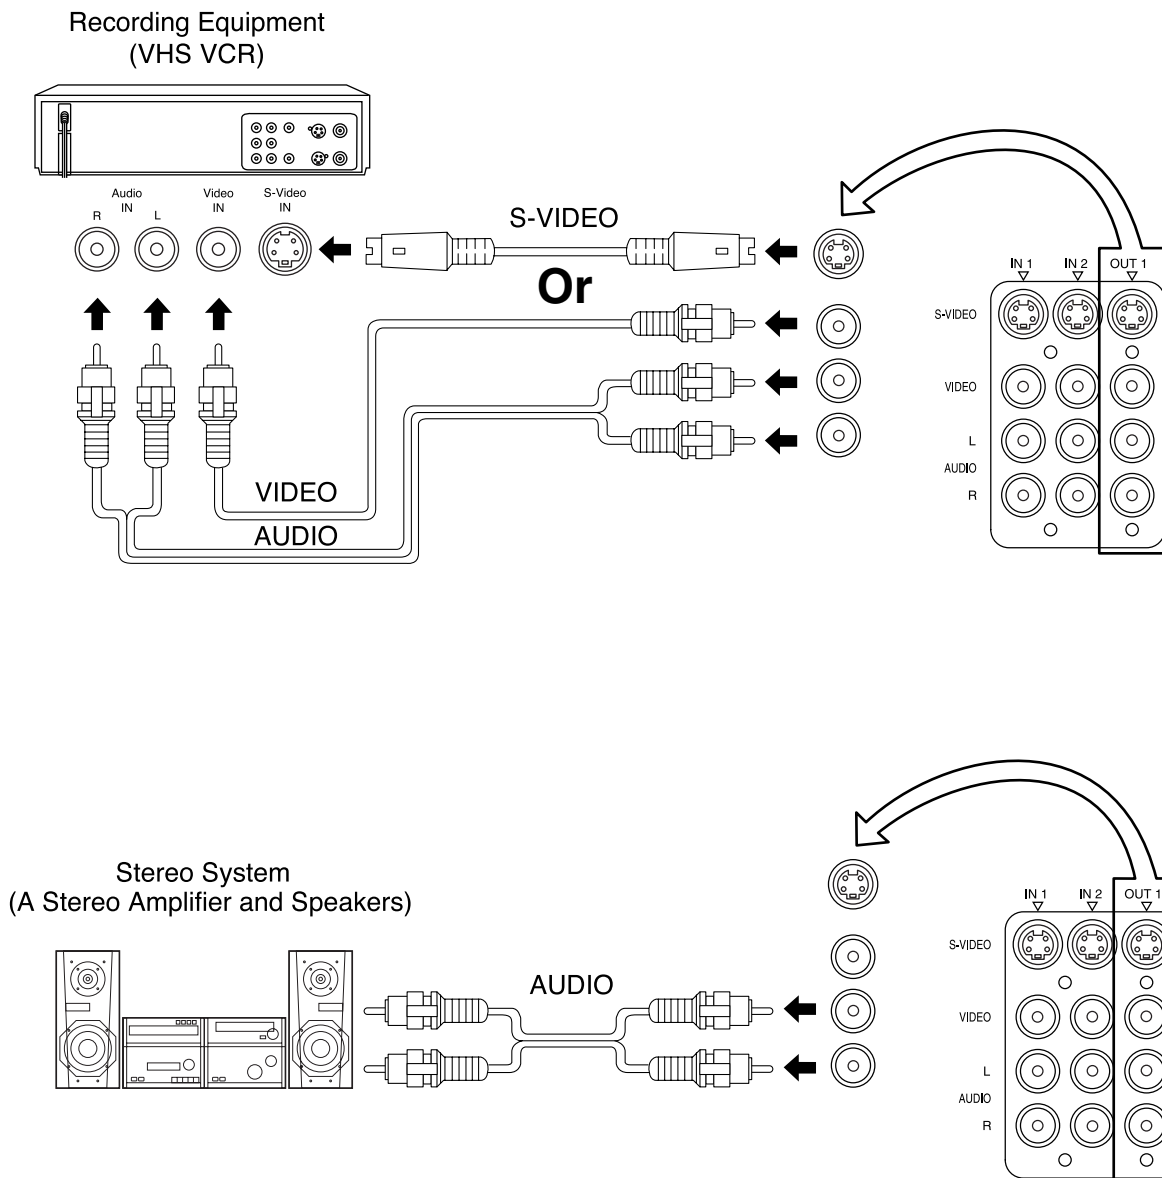 Recording Equipment
(VHS VCR)
Audio
IN
R
L
Video
IN
S-Video
IN
S-VIDEO
Or
VIDEO
AUDIO
IN 1
IN 2
OUT 1
S-VIDEO
VIDEO
L
AUDIO
R
Stereo System
(A Stereo Amplifier and Speakers)
AUDIO
IN 1
IN 2
OUT 1
S-VIDEO
VIDEO
L
AUDIO
R